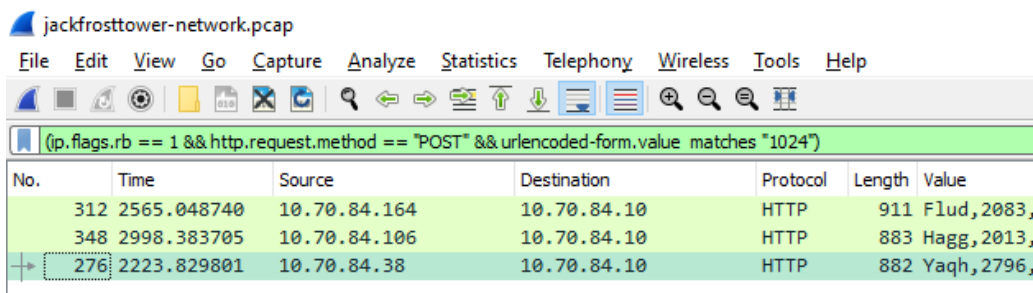 jackfrosttower-network.pcap
File Edit View Go Capture Analyze Statistics Telephony Wireless Tools Help
(ip.flags.rb == 1 && http.request.method == "POST" && urlencoded-form.value matches "1024")
No. Time Source Destination Protocol Length Value
312 2565.048740 10.70.84.164 10.70.84.10 HTTP 911 Flud,2083,
348 2998.383705 10.70.84.106 10.70.84.10 HTTP 883 Hagg,2013,
276 2223.829801 10.70.84.38 10.70.84.10 HTTP 882 Yaqh,2796,